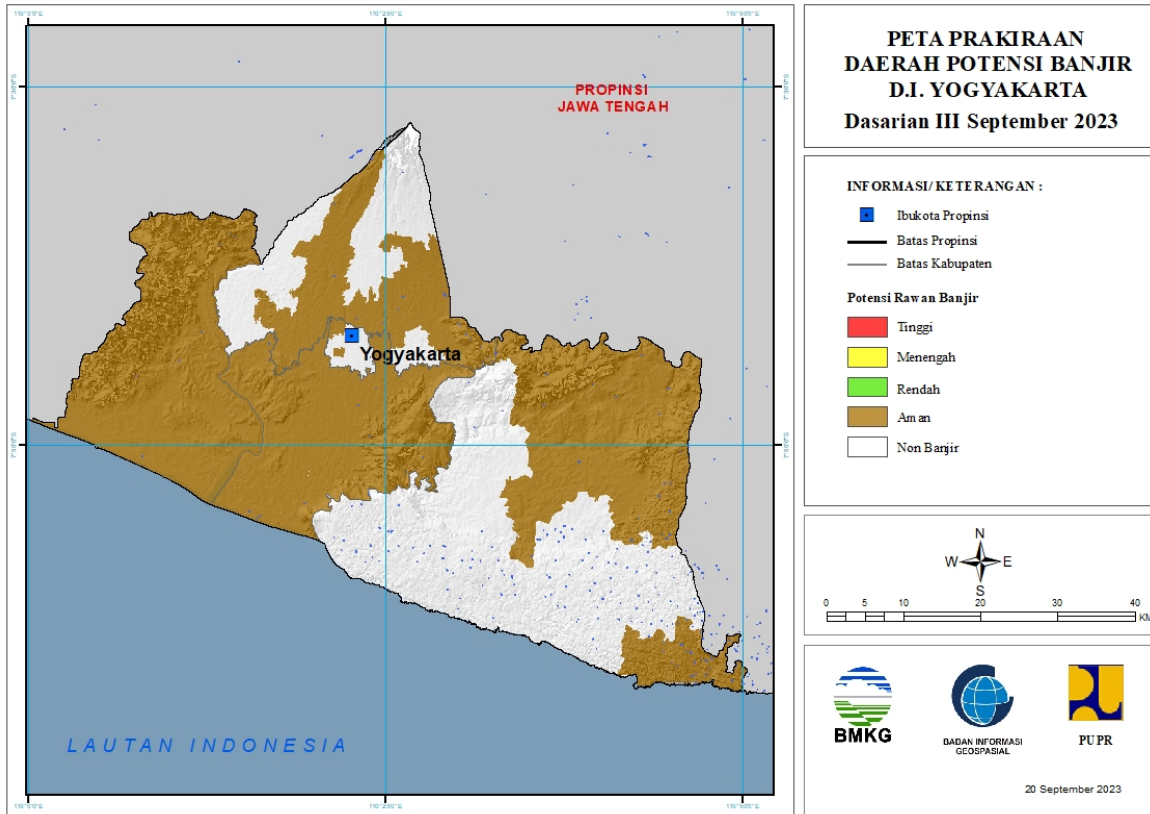 PETA PRAKIRAAN
DAERAH POTENSI BANJIR
D.I. YOGYAKARTA
Dasarian III September 2023
INFORMASI/ KETERANGAN :
Ibukota Propinsi
Batas Propinsi
Batas Kabupaten
Potensi Rawan Banjir
Tinggi
Menengah
Rendah
Aman
Non Banjir
N
W E
S
0 5 10 20 30 40
KM
BMKG
BADAN INFORMASI
GEOSPASIAL
PUPR
20 September 2023
PROPINSI
JAWA TENGAH
Yogyakarta
LAUTAN INDONESIA